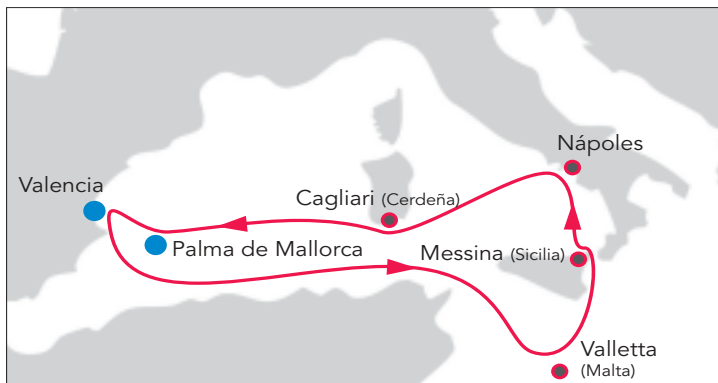 Nápoles
Valencia
Cagliari (Cerdeña)
Palma de Mallorca
Messina (Sicilia)
Valletta
(Malta)